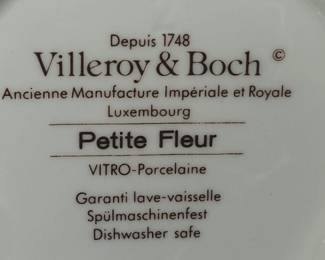 Depuis 1748
Villeroy & Boch ©
Ancienne Manufacture Impériale et Royale
Luxembourg
Petite Fleur
VITRO-Porcelaine
Garanti lave-vaisselle
Spülmaschinenfest
Dishwasher safe